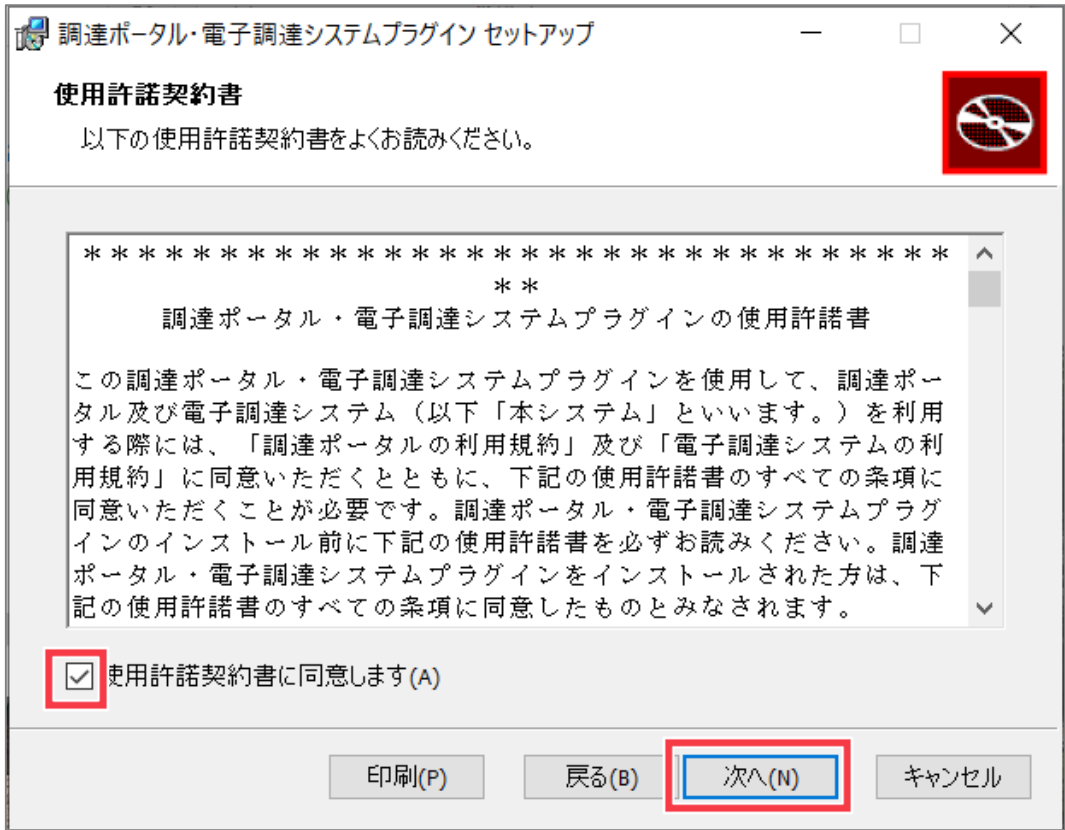 調達ポータル・電子調達システムプラグイン セットアップ
使用許諾契約書
以下の使用許諾契約書をよくお読みください。
********************************
**
調達ポータル・電子調達システムプラグインの使用許諾書
この調達ポータル・電子調達システムプラグインを使用して、調達ポー
タル及び電子調達システム（以下「本システム」といいます。）を利用
する際には、「調達ポータルの利用規約」及び「電子調達システムの利
用規約」に同意いただくとともに、下記の使用許諾書のすべての条項に
同意いただくことが必要です。調達ポータル・電子調達システムプラグ
インのインストール前に下記の使用許諾書を必ずお読みください。調達
ポータル・電子調達システムプラグインをインストールされた方は、下
記の使用許諾書のすべての条項に同意したものとみなされます。
使用許諾契約書に同意します(A)
印刷(P)
戻る(B)
次へ(N)
キャンセル